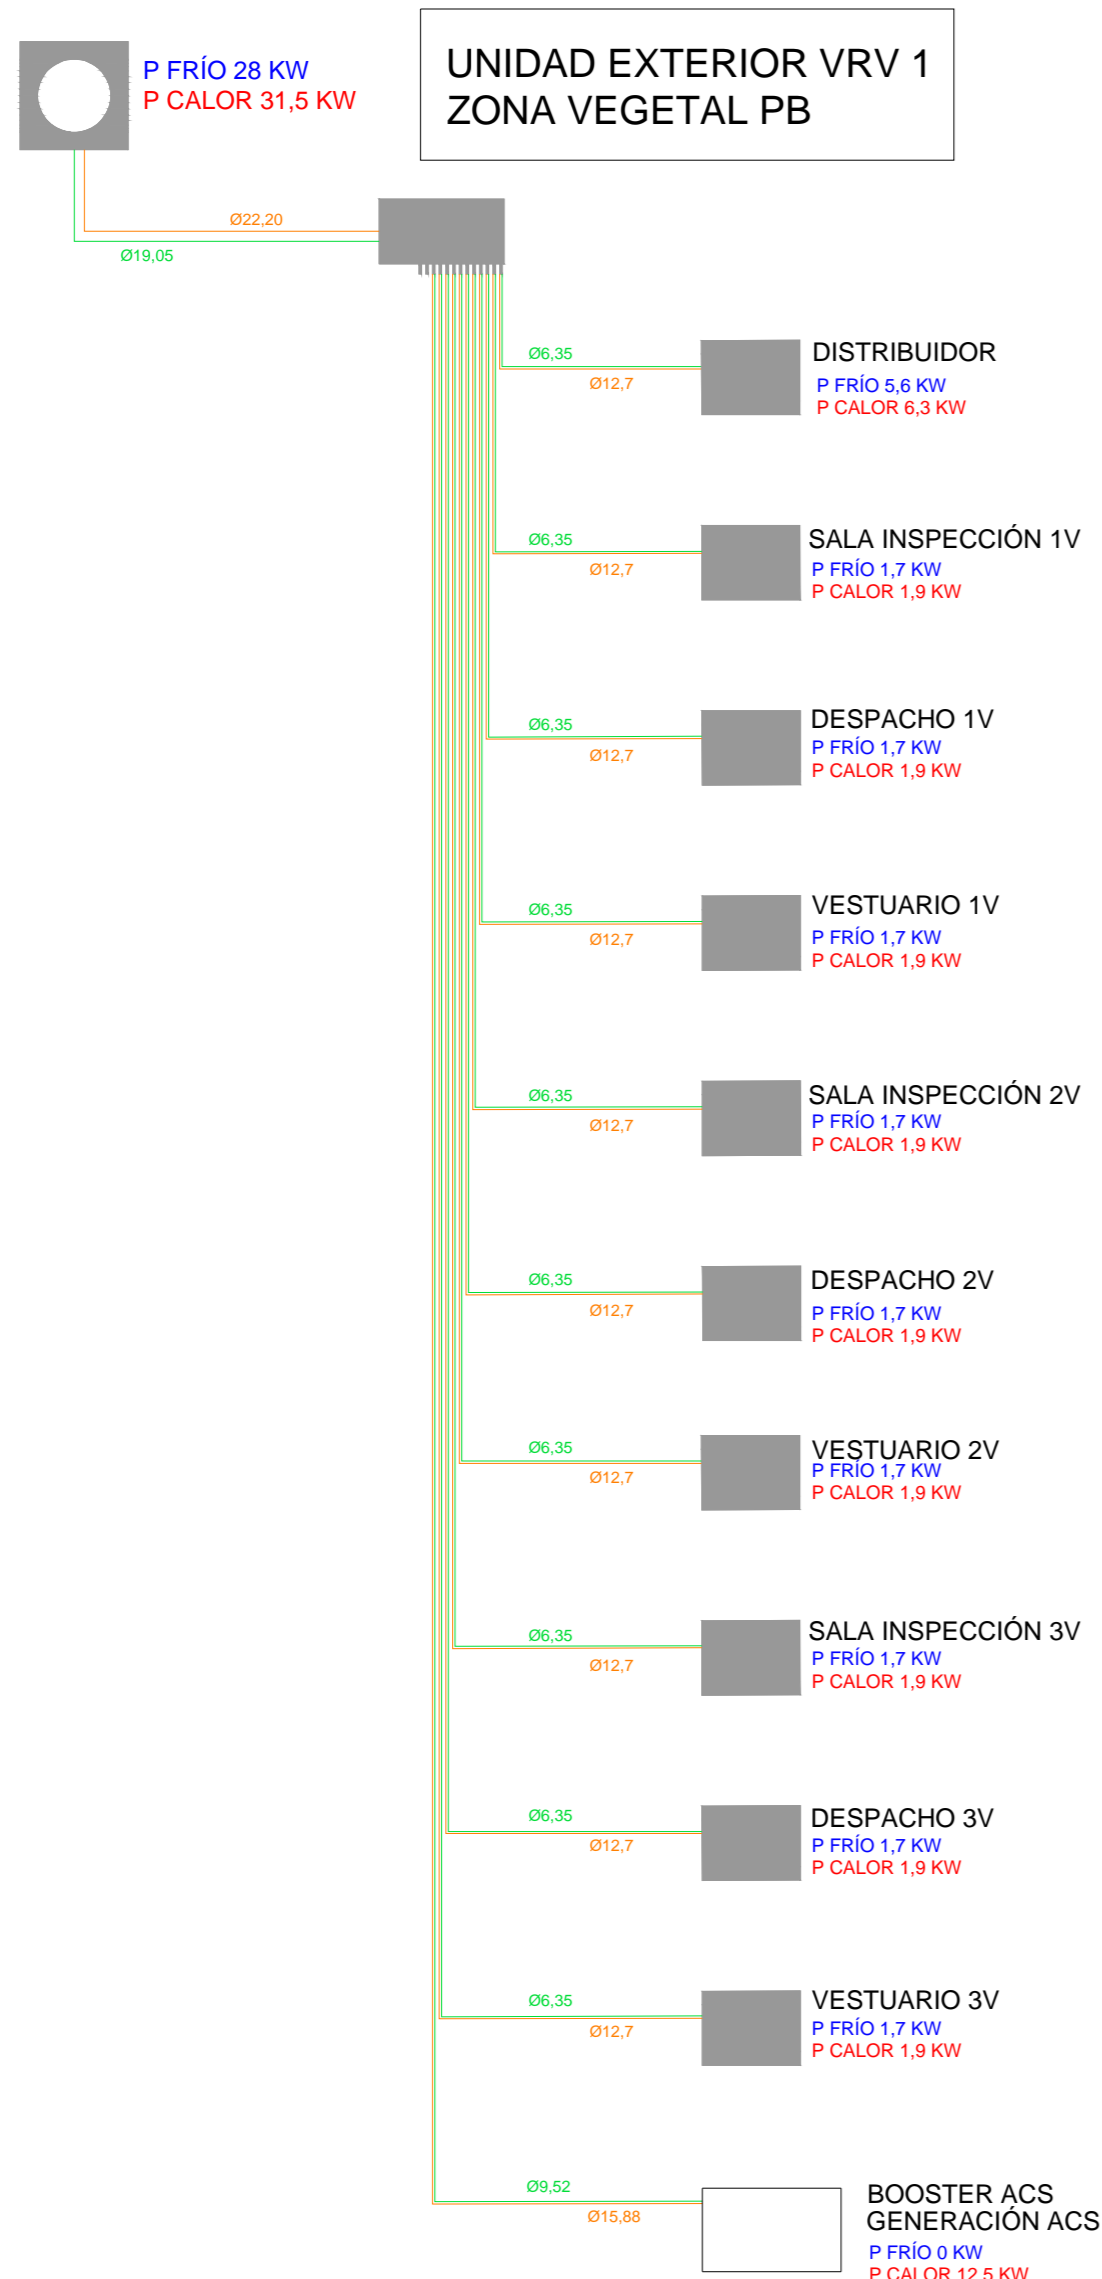 P FRÍO 28 KW
P CALOR 31,5 KW
UNIDAD EXTERIOR VRV 1
ZONA VEGETAL PB
Ø22,20
Ø19,05
Ø6,35
Ø12,7
DISTRIBUIDOR
P FRÍO 5,6 KW
P CALOR 6,3 KW
Ø6,35
Ø12,7
SALA INSPECCIÓN 1V
P FRÍO 1,7 KW
P CALOR 1,9 KW
Ø6,35
Ø12,7
DESPACHO 1V
P FRÍO 1,7 KW
P CALOR 1,9 KW
Ø6,35
Ø12,7
VESTUARIO 1V
P FRÍO 1,7 KW
P CALOR 1,9 KW
Ø6,35
Ø12,7
SALA INSPECCIÓN 2V
P FRÍO 1,7 KW
P CALOR 1,9 KW
Ø6,35
Ø12,7
DESPACHO 2V
P FRÍO 1,7 KW
P CALOR 1,9 KW
Ø6,35
Ø12,7
VESTUARIO 2V
P FRÍO 1,7 KW
P CALOR 1,9 KW
Ø6,35
Ø12,7
SALA INSPECCIÓN 3V
P FRÍO 1,7 KW
P CALOR 1,9 KW
Ø6,35
Ø12,7
DESPACHO 3V
P FRÍO 1,7 KW
P CALOR 1,9 KW
Ø6,35
Ø12,7
VESTUARIO 3V
P FRÍO 1,7 KW
P CALOR 1,9 KW
Ø9,52
Ø15,88
BOOSTER ACS
GENERACIÓN ACS
P FRÍO 0 KW
P CALOR 12,5 KW